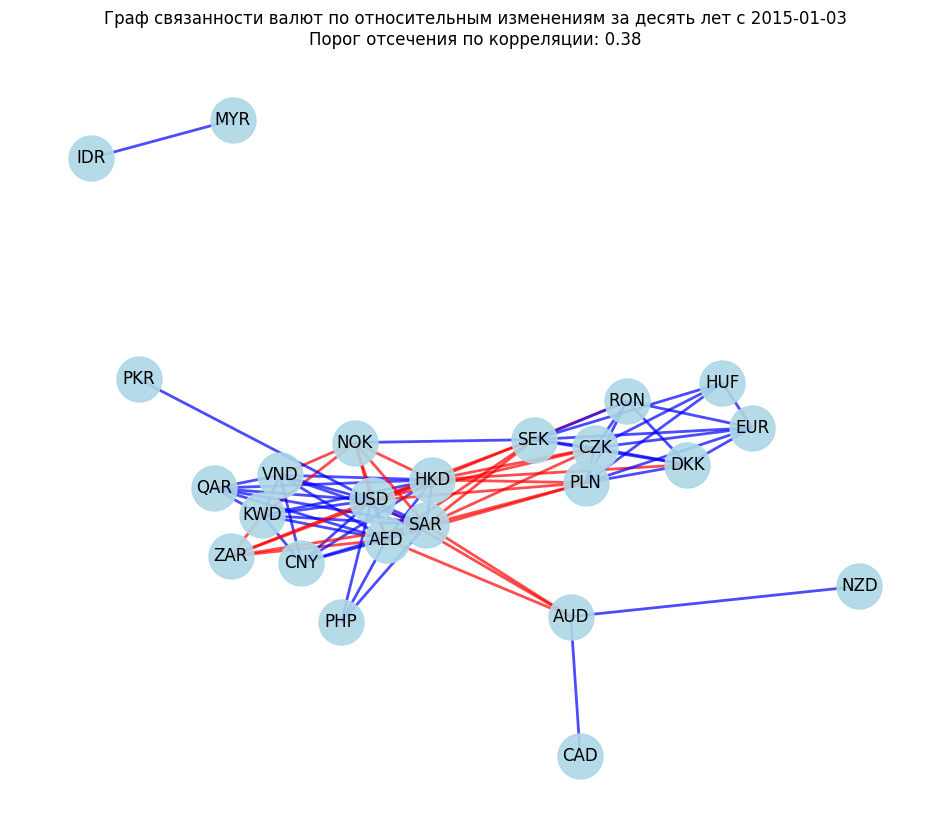 Граф связанности валют по относительным изменениям за десять лет с 2015-01-03
Порог отсечения по корреляции: 0.38
MYR
IDR
PKR
HUF
RON
EUR
NOK
SEK
CZK
DKK
VND
HKD
PLN
QAR
USD
KWD
SAR
AED
ZAR
CNY
NZD
PHP
AUD
CAD